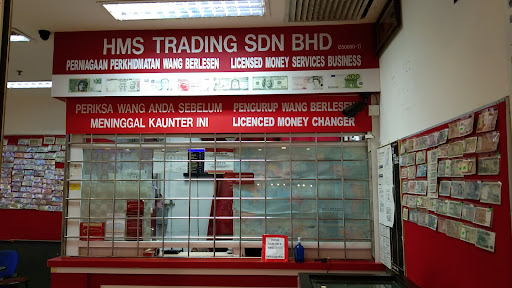 HMS TRADING SDN BHD
PERNIAGAAN PERKHIDMATAN WANG BERLESEN LICENSED MONEY SERVICES BUSINESS
PERIKSA WANG ANDA SEBELUM PENGURUP WANG BERLESEN
MENINGGAL KAUNTER INI LICENCED MONEY CHANGER